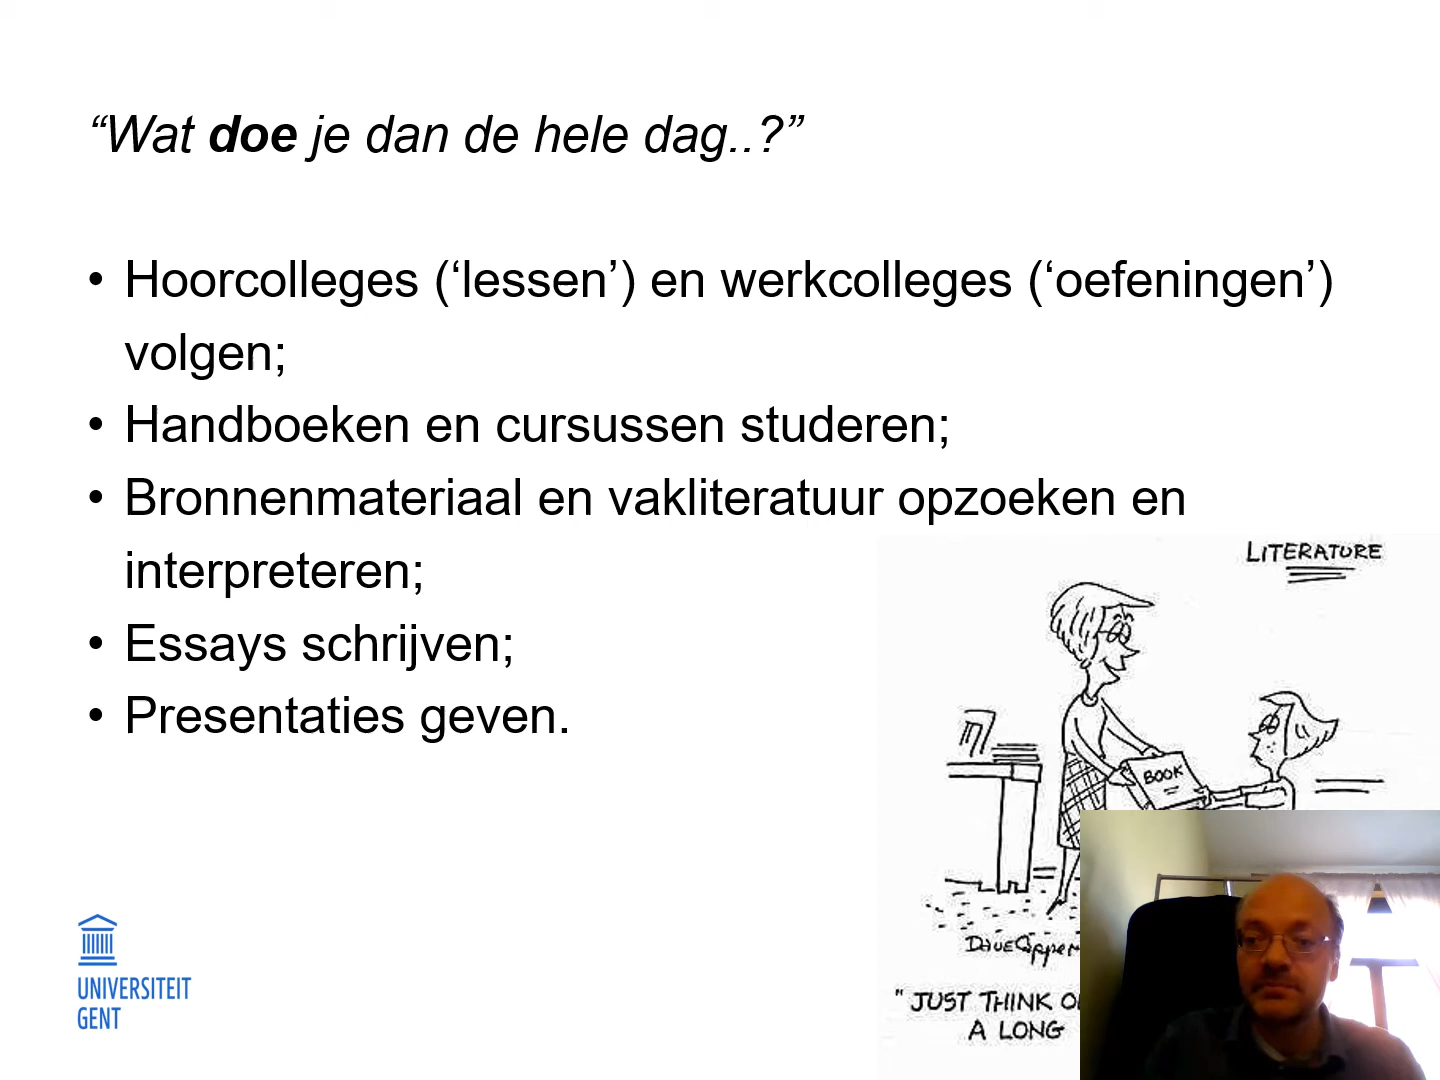 “Wat doe je dan de hele dag..?”
• Hoorcolleges (‘lessen’) en werkcolleges (‘oefeningen’)
volgen;
• Handboeken en cursussen studeren;
• Bronnenmateriaal en vakliteratuur opzoeken en
interpreteren;
• Essays schrijven;
• Presentaties geven.
LITERATURE
BOOK
" JUST THINK
A LONG
UNIVERSITEIT
GENT